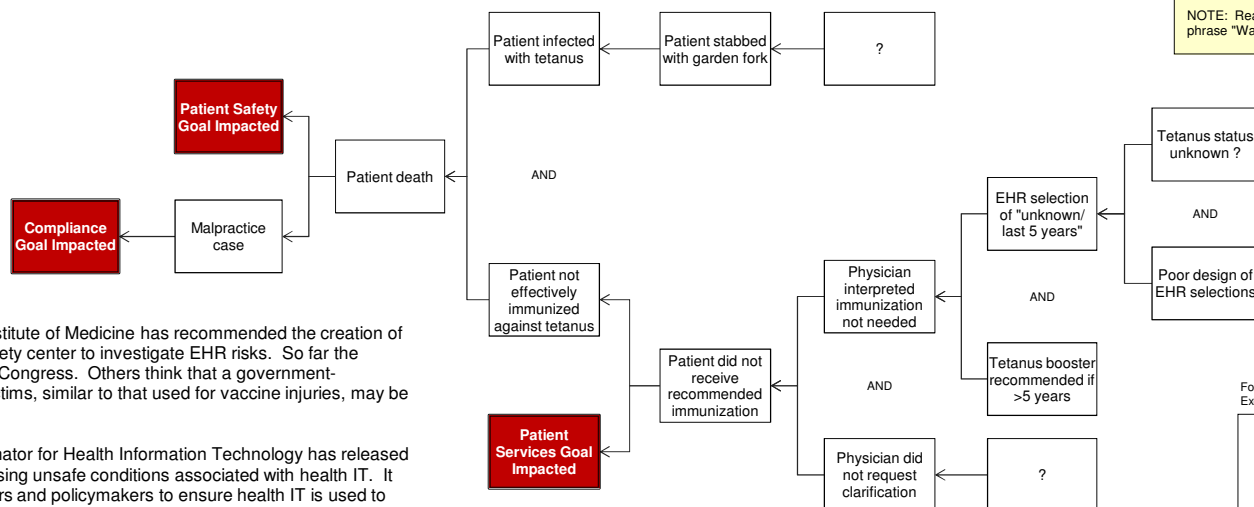 NOTE: Rea
phrase "Wa
Patient infected
with tetanus
Patient stabbed
with garden fork
?
Patient Safety
Goal Impacted
Patient death
AND
Compliance
Goal Impacted
Malpractice
case
Tetanus status
unknown ?
AND
EHR selection
of "unknown/
last 5 years"
Poor design of
EHR selections
Patient not
effectively
immunized
against tetanus
Physician
interpreted
immunization
not needed
AND
Tetanus booster
recommended if
>5 years
Patient did not
receive
recommended
immunization
AND
Patient
Services Goal
Impacted
Physician did
not request
clarification
?
stitute of Medicine has recommended the creation of
ety center to investigate EHR risks.  So far the
Congress.  Others think that a government-
tims, similar to that used for vaccine injuries, may be
nator for Health Information Technology has released
sing unsafe conditions associated with health IT.  It
rs and policymakers to ensure health IT is used to
Fo
Ex